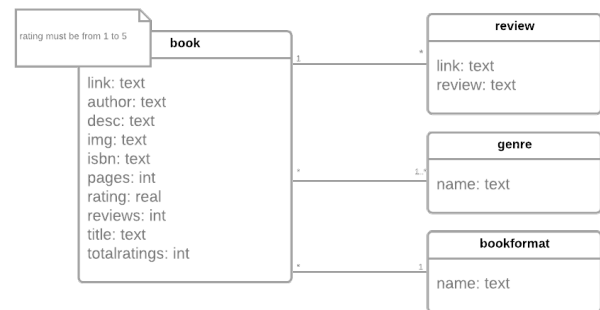 rating must be from 1 to 5
book
link: text
author: text
desc: text
img: text
isbn: text
pages: int
rating: real
reviews: int
title: text
totalratings: int
1
*
review
link: text
review: text
*
1..*
genre
name: text
*
1
bookformat
name: text